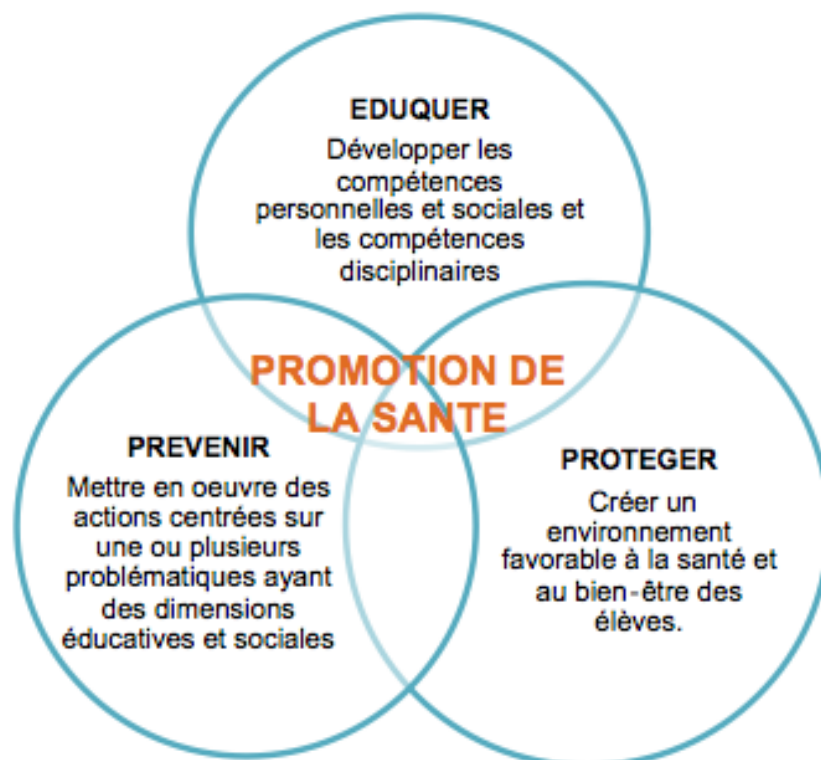 EDUQUER
Développer les
compétences
personnelles et sociales et
les compétences
disciplinaires
PROMOTION DE
LA SANTE
PREVENIR
Mettre en oeuvre des
actions centrées sur
une ou plusieurs
problématiques ayant
des dimensions
éducatives et sociales
PROTEGER
Créer un
environnement
favorable à la santé et
au bien-être des
élèves.